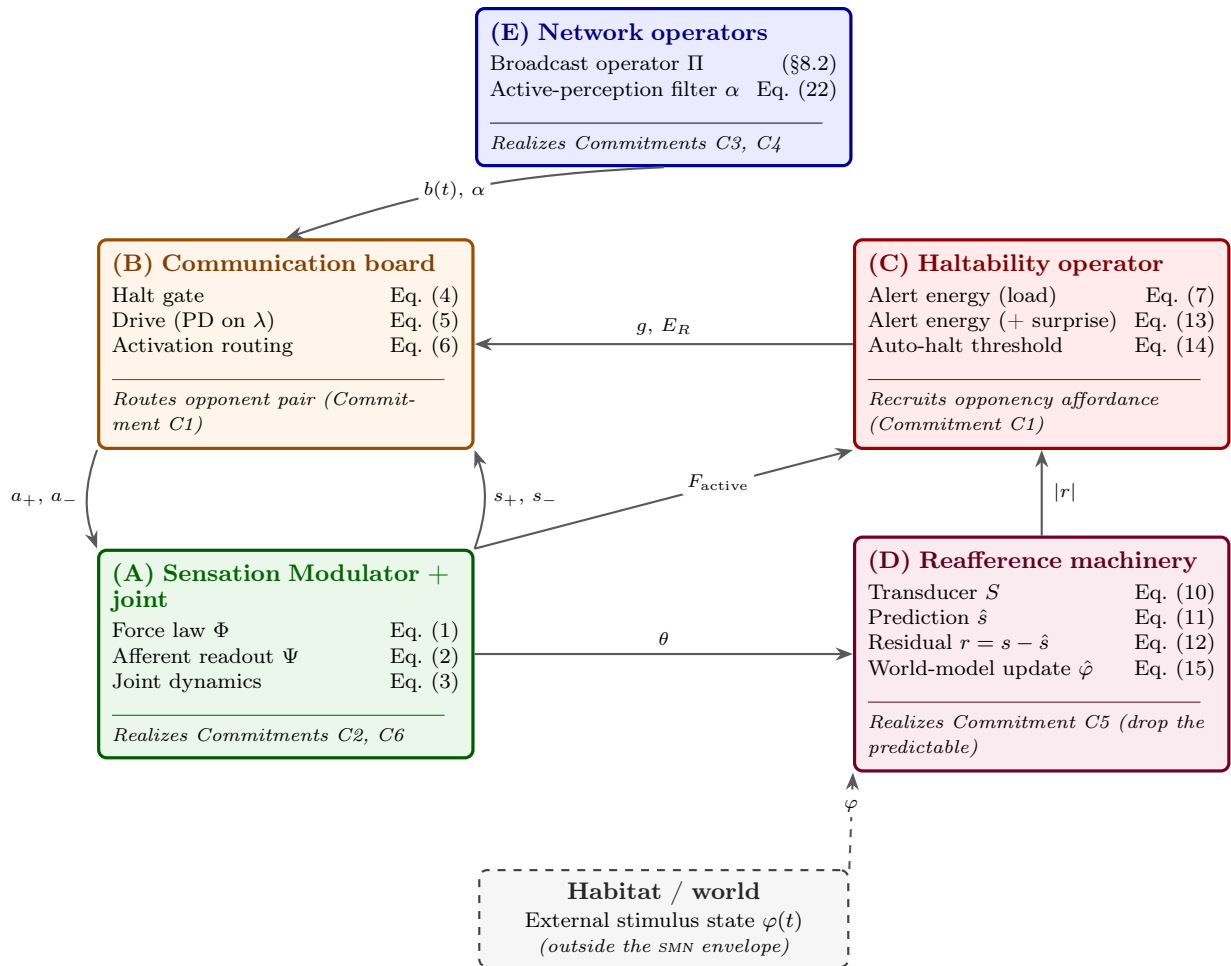 (E) Network operators
Broadcast operator Π (§8.2)
Active-perception filter α Eq. (22)
Realizes Commitments C3, C4
b(t), α
(B) Communication board
Halt gate Eq. (4)
Drive (PD on λ) Eq. (5)
Activation routing Eq. (6)
Routes opponent pair (Commit-
ment C1)
g, E_R
(C) Haltability operator
Alert energy (load) Eq. (7)
Alert energy (+ surprise) Eq. (13)
Auto-halt threshold Eq. (14)
Recruits opponency affordance
(Commitment C1)
a₊, a₋
s₊, s₋
F_active
|r|
(A) Sensation Modulator +
joint
Force law Φ Eq. (1)
Afferent readout Ψ Eq. (2)
Joint dynamics Eq. (3)
Realizes Commitments C2, C6
θ
(D) Reafference machinery
Transducer S Eq. (10)
Prediction ŝ Eq. (11)
Residual r = s − ŝ Eq. (12)
World-model update φ̂ Eq. (15)
Realizes Commitment C5 (drop the
predictable)
φ
Habitat / world
External stimulus state φ(t)
(outside the SMN envelope)